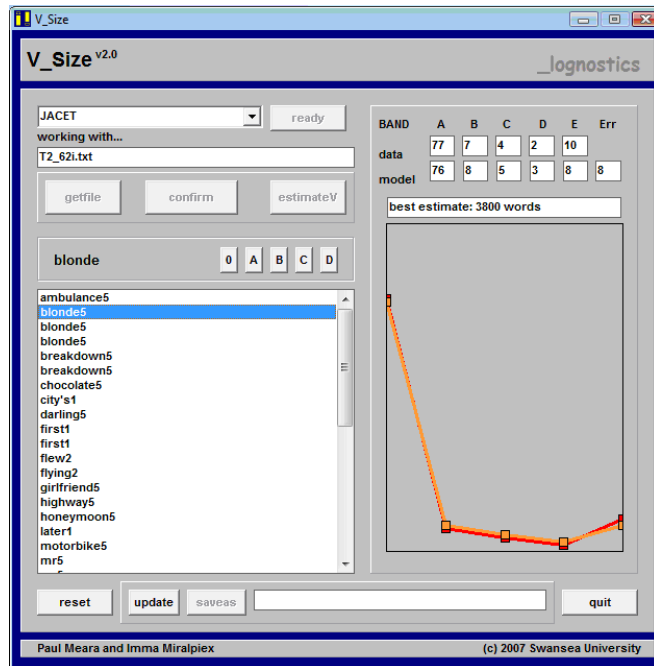 V_Size
V_Size v2.0
_lognostics
JACET
ready
working with...
T2_62i.txt
getfile confirm estimateV
blonde 0 A B C D
ambulance5
blonde5
blonde5
blonde5
breakdown5
breakdown5
chocolate5
city's1
darling5
first1
first1
flew2
flying2
girlfriend5
highway5
honeymoon5
later1
motorbike5
mr5
BAND A B C D E Err
data 77 7 4 2 10
model 76 8 5 3 8 8
best estimate: 3800 words
reset update saveas quit
Paul Meara and Imma Miralpiex (c) 2007 Swansea University